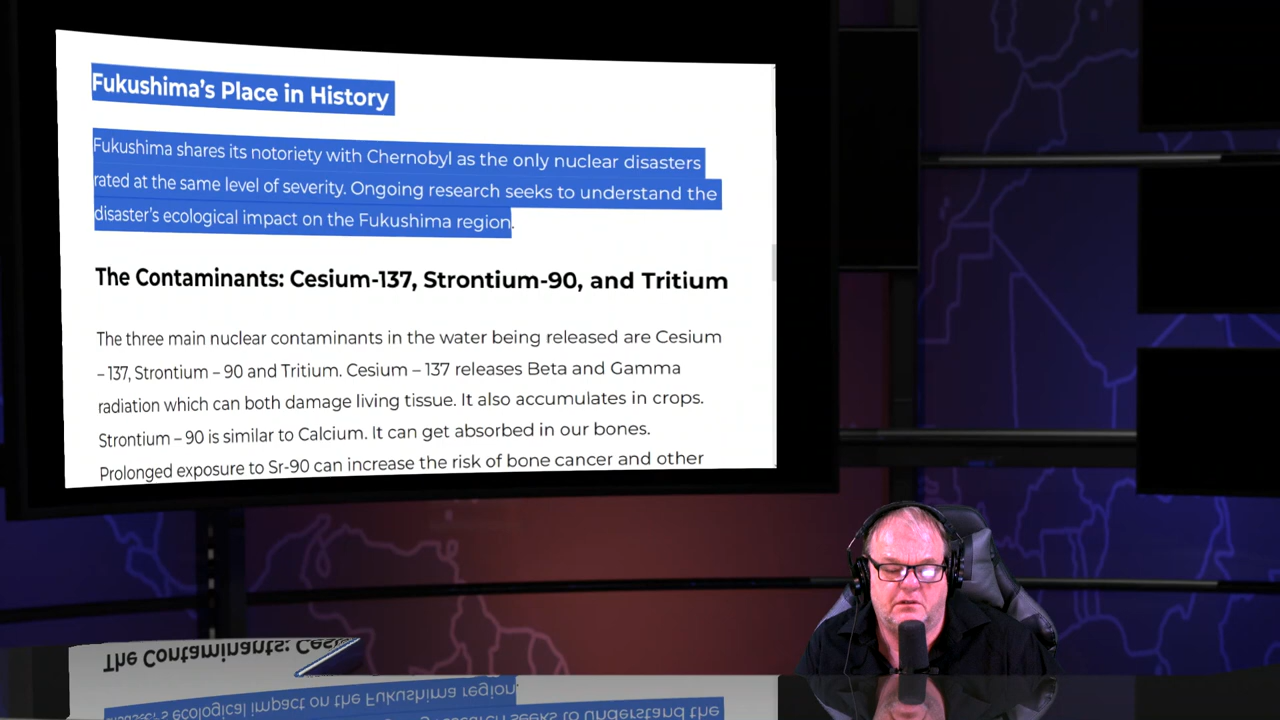 Fukushima's Place in History
Fukushima shares its notoriety with Chernobyl as the only nuclear disasters
rated at the same level of severity. Ongoing research seeks to understand the
disaster's ecological impact on the Fukushima region.
The Contaminants: Cesium-137, Strontium-90, and Tritium
The three main nuclear contaminants in the water being released are Cesium
– 137, Strontium – 90 and Tritium. Cesium – 137 releases Beta and Gamma
radiation which can both damage living tissue. It also accumulates in crops.
Strontium – 90 is similar to Calcium. It can get absorbed in our bones.
Prolonged exposure to Sr-90 can increase the risk of bone cancer and other